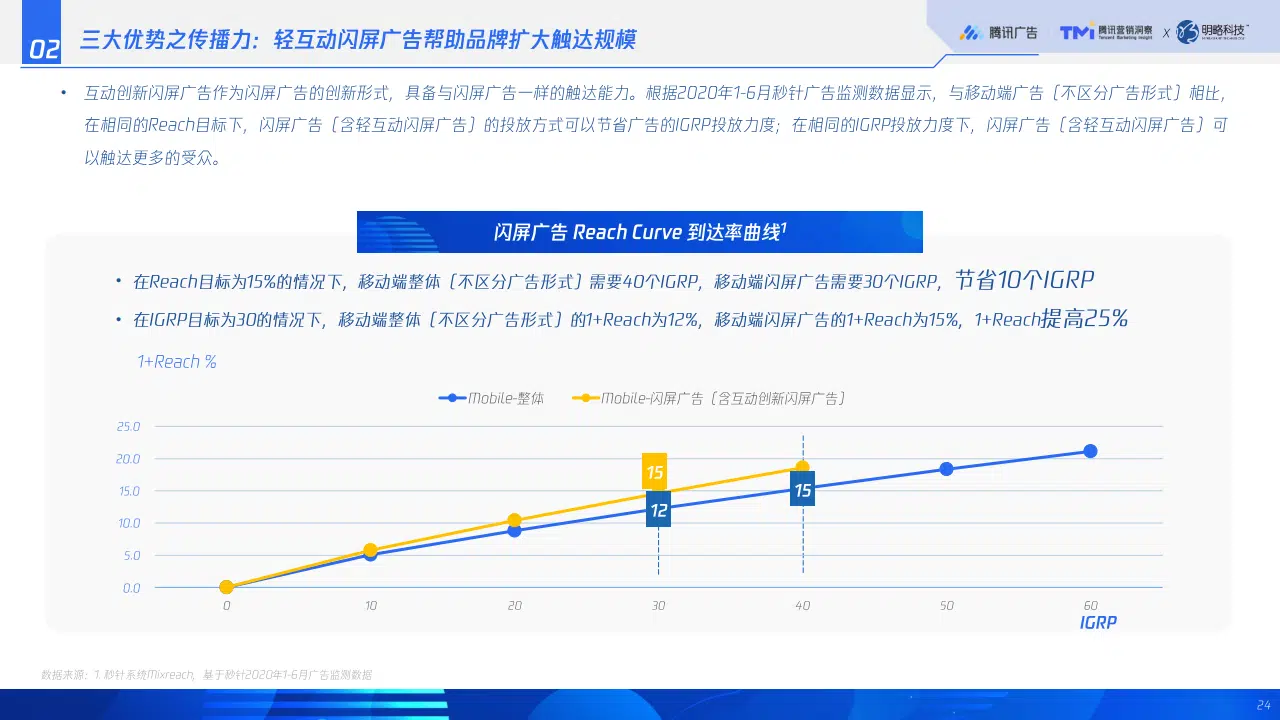 02
三大优势之传播力：轻互动闪屏广告帮助品牌扩大触达规模
腾讯广告
TMI 腾讯营销洞察
Tencent Marketing Insight
X
明略科技
• 互动创新闪屏广告作为闪屏广告的创新形式，具备与闪屏广告一样的触达能力。根据2020年1-6月秒针广告监测数据显示，与移动端广告（不区分广告形式）相比，
在相同的Reach目标下，闪屏广告（含轻互动闪屏广告）的投放方式可以节省广告的IGRP投放力度；在相同的IGRP投放力度下，闪屏广告（含轻互动闪屏广告）可
以触达更多的受众。
闪屏广告 Reach Curve 到达率曲线1
• 在Reach目标为15%的情况下，移动端整体（不区分广告形式）需要40个IGRP，移动端闪屏广告需要30个IGRP，节省10个IGRP
• 在IGRP目标为30的情况下，移动端整体（不区分广告形式）的1+Reach为12%，移动端闪屏广告的1+Reach为15%，1+Reach提高25%
1+Reach %
Mobile-整体
Mobile-闪屏广告（含互动创新闪屏广告）
25.0
20.0
15.0
10.0
5.0
0.0
15
12
15
0
10
20
30
40
50
60
IGRP
数据来源：1. 秒针系统Mixreach，基于秒针2020年1-6月广告监测数据
24